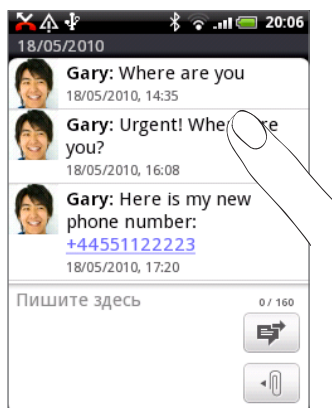 20:06
18/05/2010
Gary: Where are you
18/05/2010, 14:35
Gary: Urgent!
you?
18/05/2010, 16:08
Gary: Here is my new
phone number:
+44551122223
18/05/2010, 17:20
Пишите здесь
0 / 160